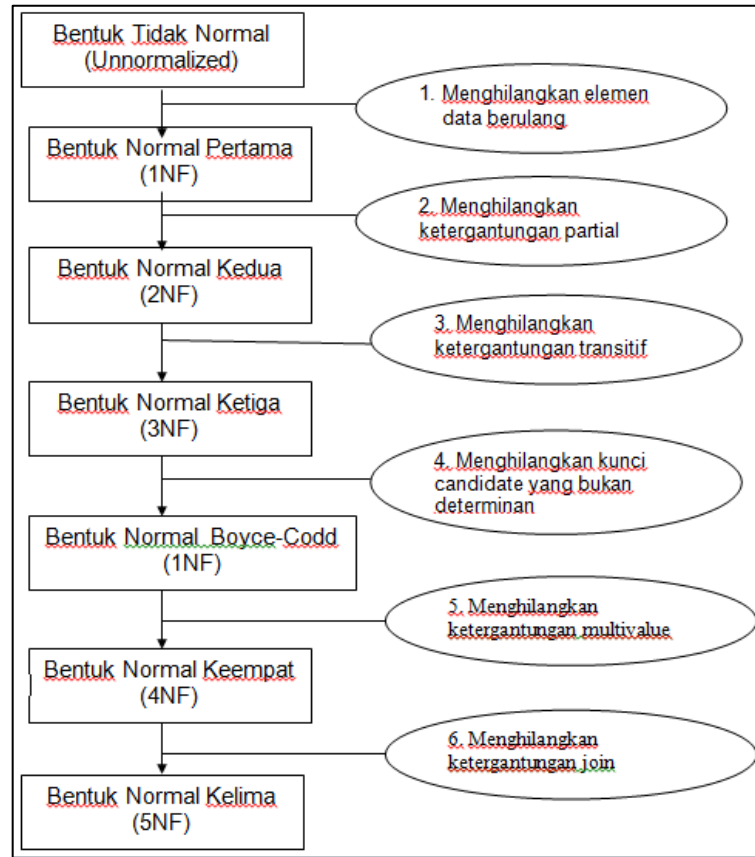 Bentuk Tidak Normal
(Unnormalized)
1. Menghilangkan elemen
data berulang
Bentuk Normal Pertama
(1NF)
2. Menghilangkan
ketergantungan partial
Bentuk Normal Kedua
(2NF)
3. Menghilangkan
ketergantungan transitif
Bentuk Normal Ketiga
(3NF)
4. Menghilangkan kunci
candidate yang bukan
determinan
Bentuk Normal Boyce-Codd
(1NF)
5. Menghilangkan
ketergantungan multivalue
Bentuk Normal Keempat
(4NF)
6. Menghilangkan
ketergantungan join
Bentuk Normal Kelima
(5NF)